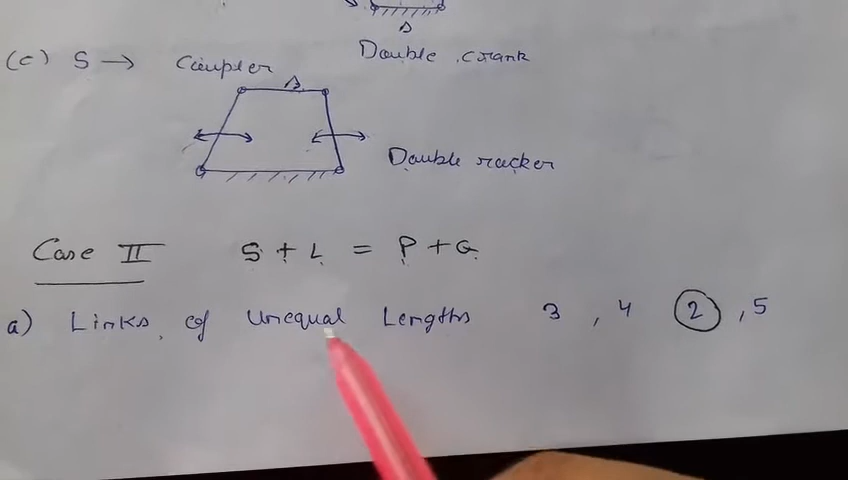 s
Double crank
(c) S → Coupler
s
Double rocker
Case II S + L = P + Q
a) Links of Unequal Lengths 3 , 4 2 , 5